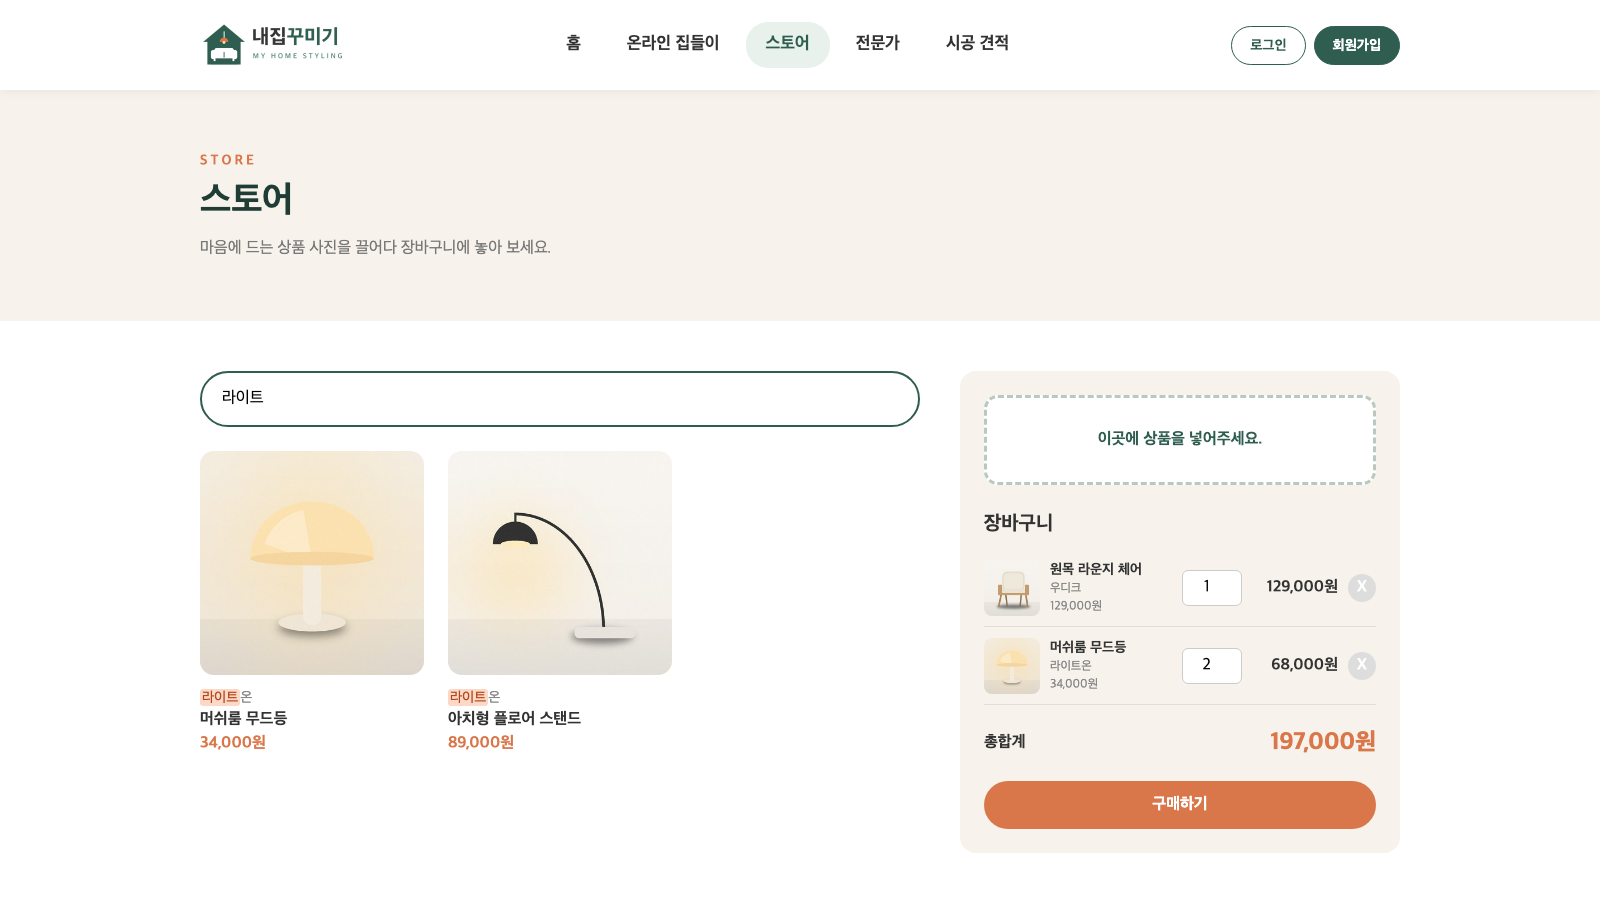 내집꾸미기
MY HOME STYLING
홈
온라인 집들이
스토어
전문가
시공 견적
로그인
회원가입
STORE
스토어
마음에 드는 상품 사진을 끌어다 장바구니에 놓아 보세요.
라이트
라이트온
머쉬룸 무드등
34,000원
라이트온
아치형 플로어 스탠드
89,000원
이곳에 상품을 넣어주세요.
장바구니
원목 라운지 체어
우디크
129,000원
1
129,000원
X
머쉬룸 무드등
라이트온
34,000원
2
68,000원
X
총합계
197,000원
구매하기